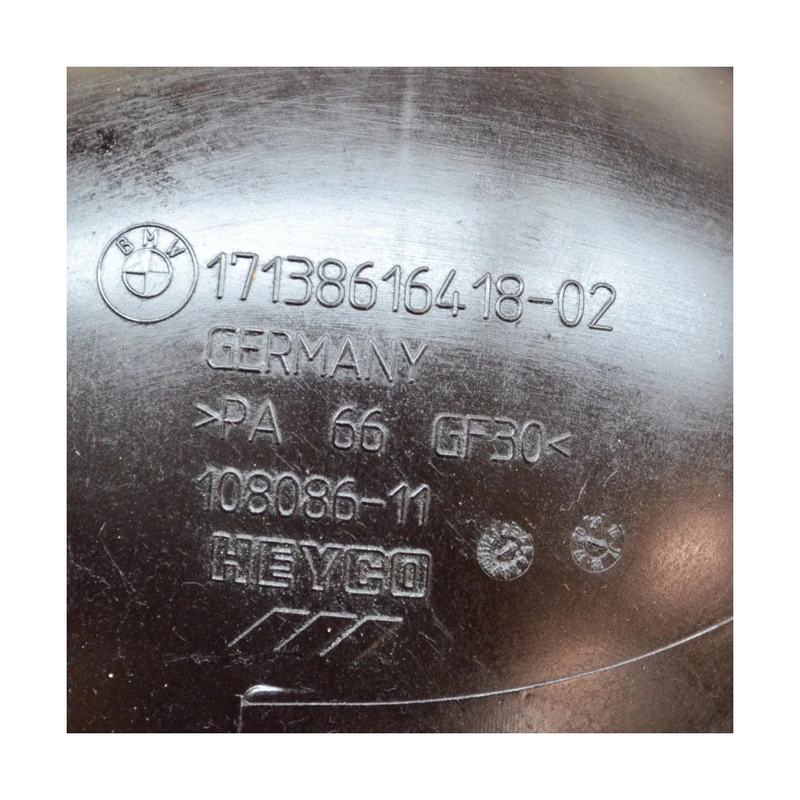 BMW 17138616418-02
GERMANY
>PA 66 GF30<
108086-11
HEYCO